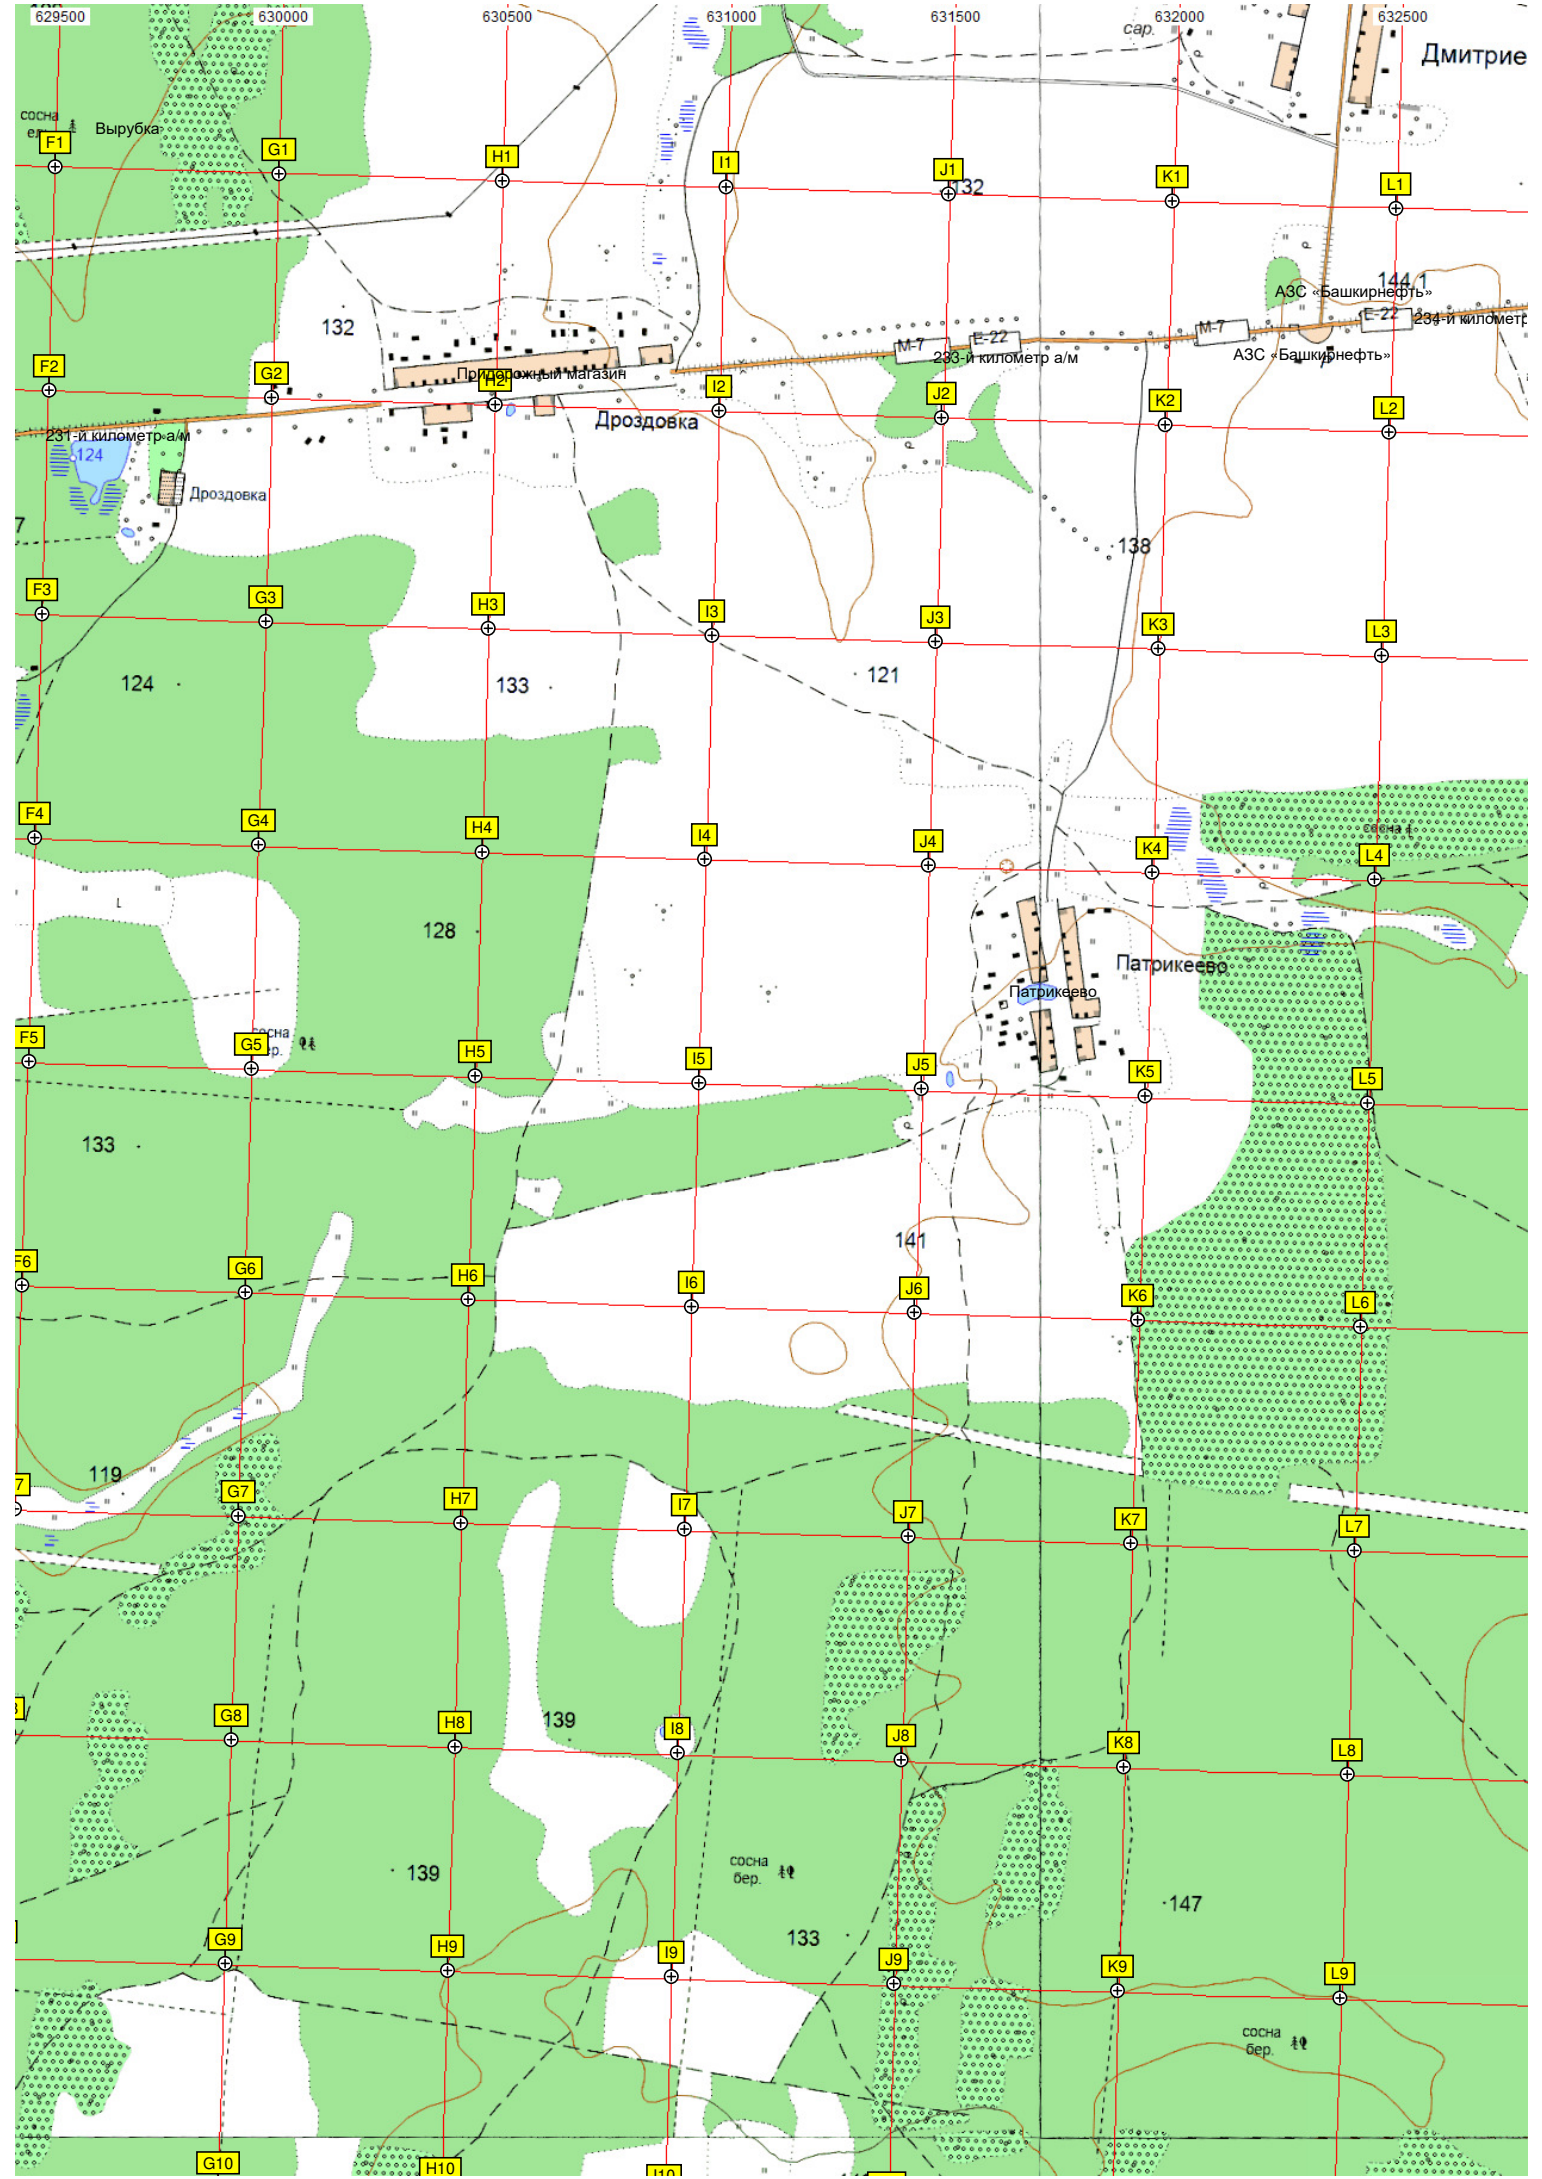 629500 630000 630500 631000 631500 632000 632500
сар.
Дмитрие
сосна
Вырубка
F1 G1 H1 I1 J1 K1 L1
132
144.1
АЗС «Башкирнефть»
132
М-7
Е-22
234-й километр
М-7
Е-22
233-й километр а/м
АЗС «Башкирнефть»
Придорожный магазин
F2 G2 H2 I2 J2 K2 L2
Дроздовка
231-й километр а/м
124
Дроздовка
7
138
F3 G3 H3 I3 J3 K3 L3
124
133
121
F4 G4 H4 I4 J4 K4 L4
сосна
128
Патрикеево
Патрикеево
сосна
бер.
F5 G5 H5 I5 J5 K5 L5
133
141
F6 G6 H6 I6 J6 K6 L6
119
7 G7 H7 I7 J7 K7 L7
139
G8 H8 I8 J8 K8 L8
сосна
бер.
139
147
133
G9 H9 I9 J9 K9 L9
сосна
бер.
G10 H10 I10